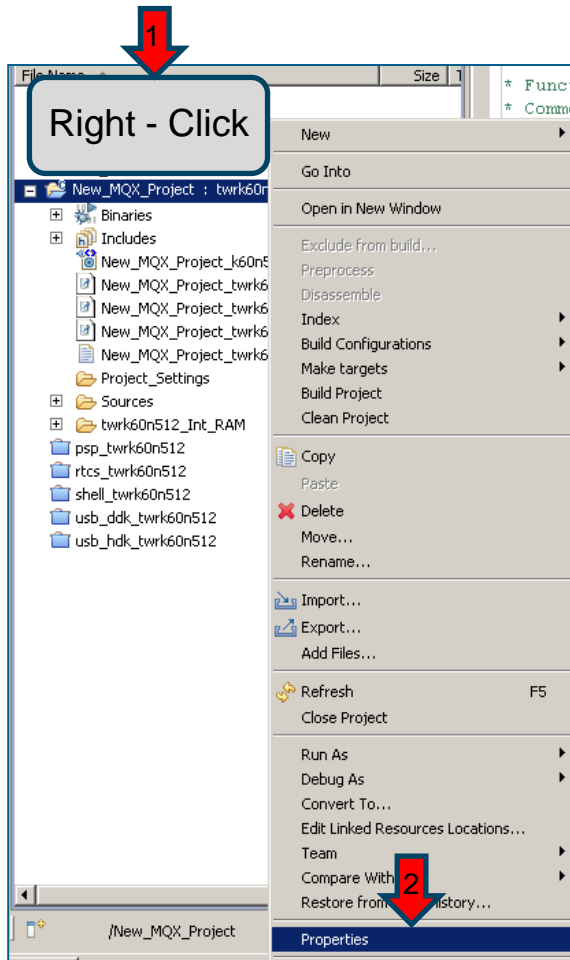 1
File Name
Size
* Func
* Comm
Right - Click
New_MQX_Project : twrk60n
Binaries
Includes
New_MQX_Project_k60n5
New_MQX_Project_twrk6
New_MQX_Project_twrk6
New_MQX_Project_twrk6
New_MQX_Project_twrk6
Project_Settings
Sources
twrk60n512_Int_RAM
psp_twrk60n512
rtcs_twrk60n512
shell_twrk60n512
usb_ddk_twrk60n512
usb_hdk_twrk60n512
/New_MQX_Project
New
Go Into
Open in New Window
Exclude from build...
Preprocess
Disassemble
Index
Build Configurations
Make targets
Build Project
Clean Project
Copy
Paste
Delete
Move...
Rename...
Import...
Export...
Add Files...
Refresh F5
Close Project
Run As
Debug As
Convert To...
Edit Linked Resources Locations...
Team
Compare With
2
Restore from istory...
Properties